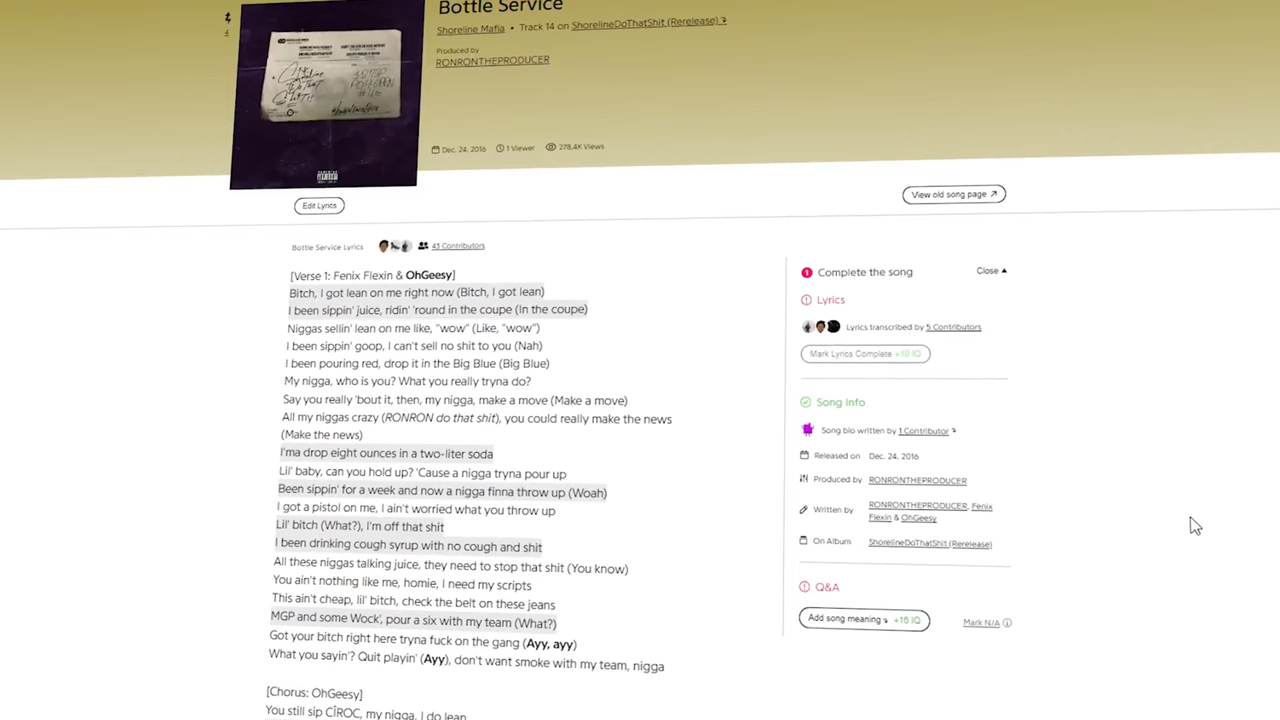 Bottle Service
Shoreline Mafia • Track 14 on ShorelineDoThatShit (Rerelease)
Produced by
RONRONTHEPRODUCER
Dec. 24, 2016 1 Viewer 278.4K Views
Edit Lyrics
View old song page
Bottle Service Lyrics
43 Contributors
[Verse 1: Fenix Flexin & OhGeesy]
Bitch, I got lean on me right now (Bitch, I got lean)
I been sippin' juice, ridin' 'round in the coupe (In the coupe)
Niggas sellin' lean on me like, "wow" (Like, "wow")
I been sippin' goop, I can't sell no shit to you (Nah)
I been pouring red, drop it in the Big Blue (Big Blue)
My nigga, who is you? What you really tryna do?
Say you really 'bout it, then, my nigga, make a move (Make a move)
All my niggas crazy (RONRON do that shit), you could really make the news
(Make the news)
I'ma drop eight ounces in a two-liter soda
Lil' baby, can you hold up? 'Cause a nigga tryna pour up
Been sippin' for a week and now a nigga finna throw up (Woah)
I got a pistol on me, I ain't worried what you throw up
Lil' bitch (What?), I'm off that shit
I been drinking cough syrup with no cough and shit
All these niggas talking juice, they need to stop that shit (You know)
You ain't nothing like me, homie, I need my scripts
This ain't cheap, lil' bitch, check the belt on these jeans
MGP and some Wock', pour a six with my team (What?)
Got your bitch right here tryna fuck on the gang (Ayy, ayy)
What you sayin'? Quit playin' (Ayy), don't want smoke with my team, nigga
[Chorus: OhGeesy]
You still sip CÎROC, my nigga, I do lean
1 Complete the song
Close
Lyrics
Lyrics transcribed by 5 Contributors
Mark Lyrics Complete +10 IQ
Song Info
Song bio written by 1 Contributor
Released on Dec. 24, 2016
Produced by RONRONTHEPRODUCER
Written by RONRONTHEPRODUCER, Fenix
Flexin & OhGeesy
On Album ShorelineDoThatShit (Rerelease)
Q&A
Add song meaning +15 IQ
Mark N/A